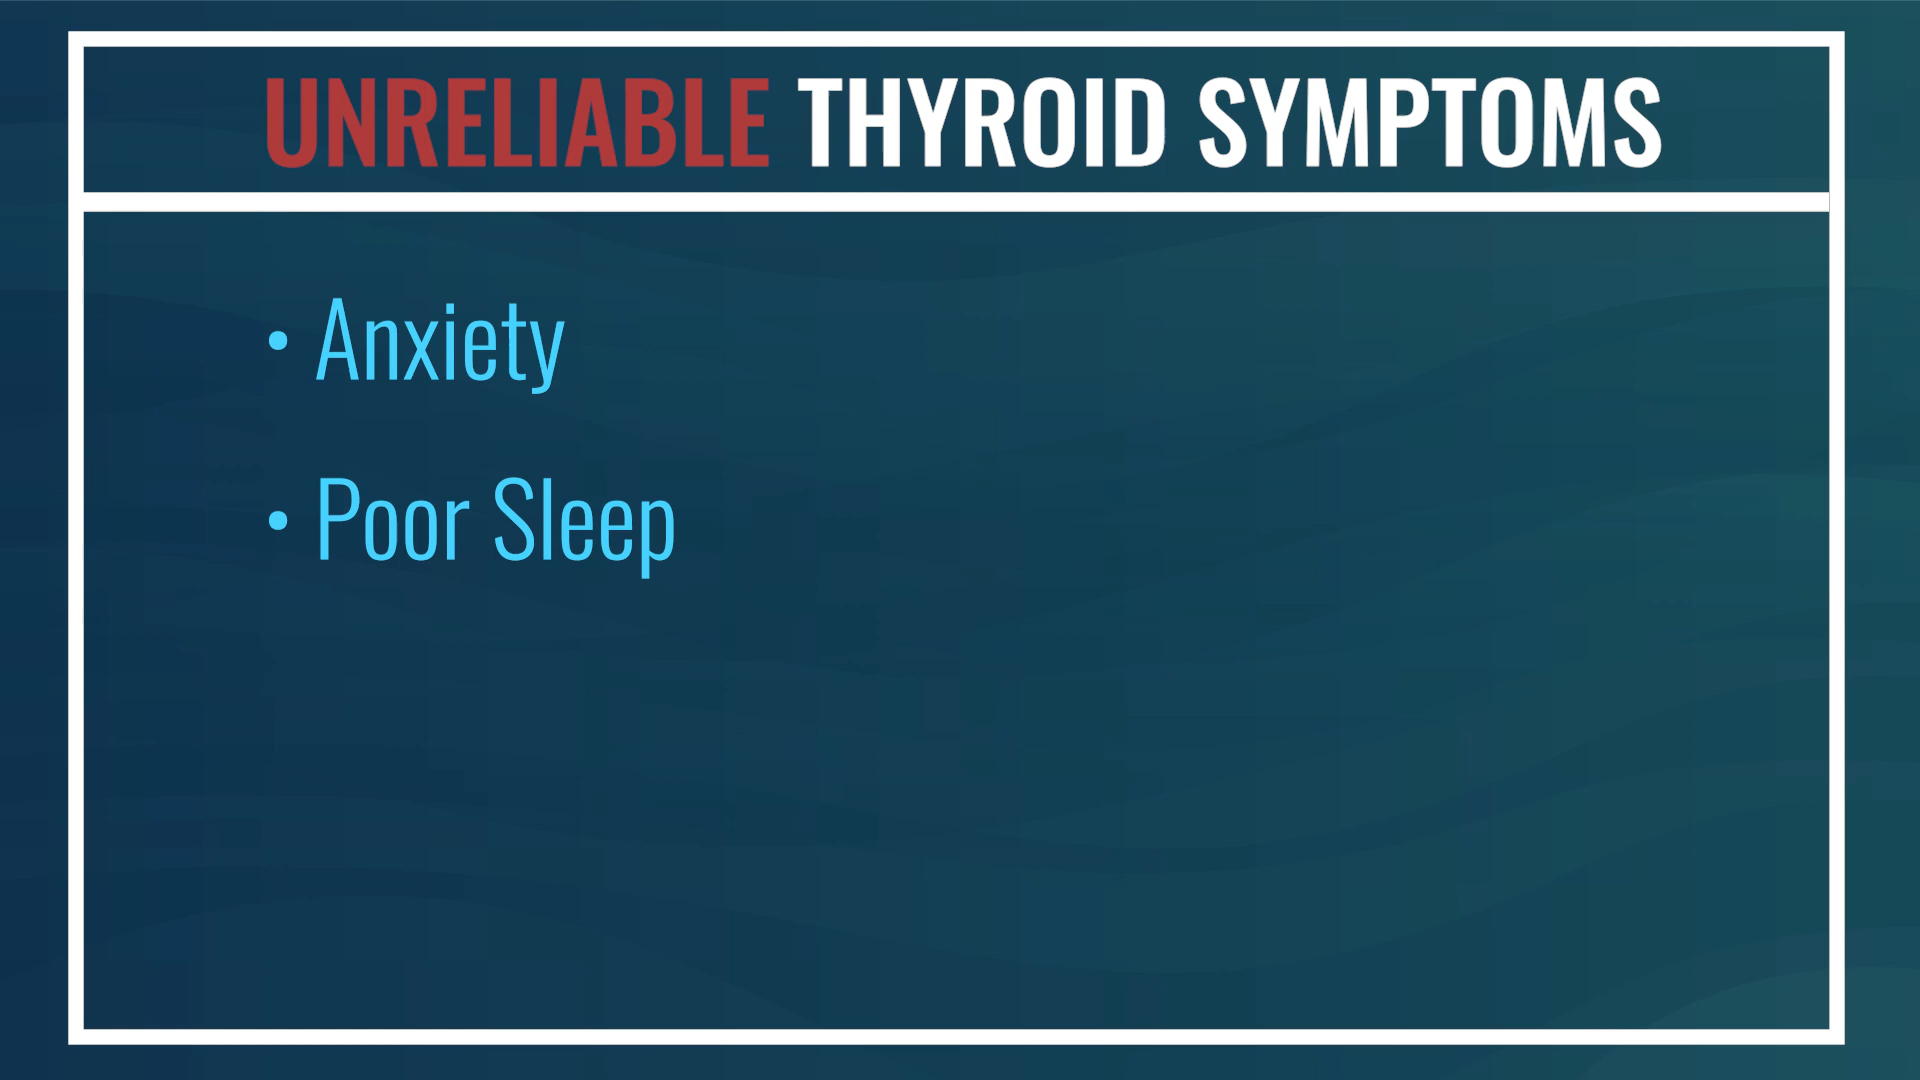 UNRELIABLE THYROID SYMPTOMS
• Anxiety
• Poor Sleep